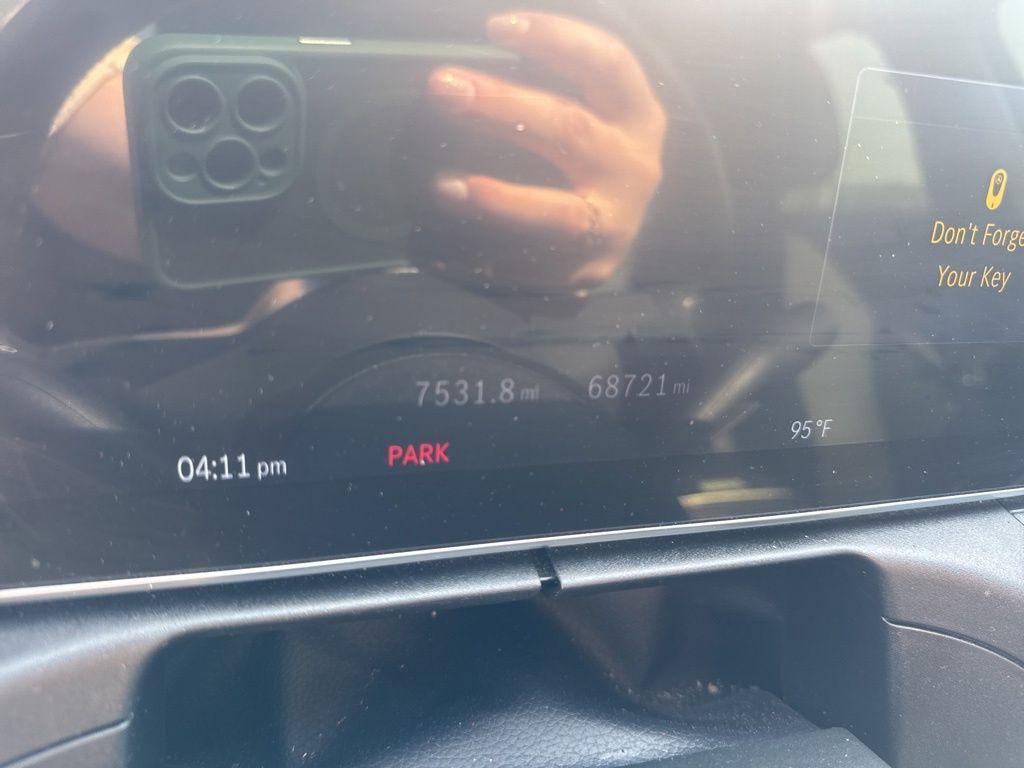 Don't Forge
Your Key
7531.8 mi 68721 mi
95°F
04:11 pm PARK